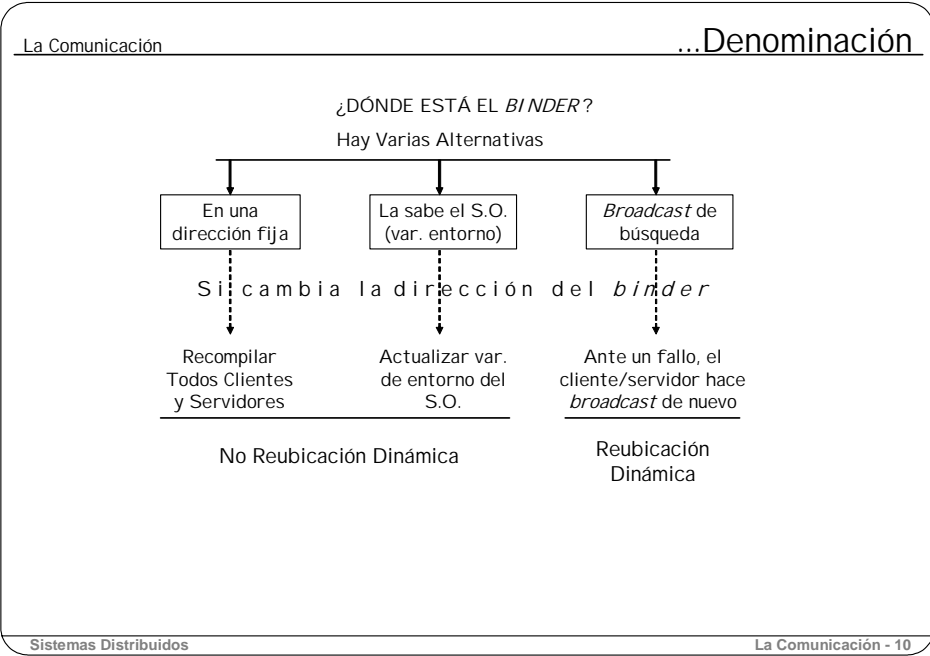 La Comunicación
...Denominación
¿DÓNDE ESTÁ EL BINDER?
Hay Varias Alternativas
En una
dirección fija
La sabe el S.O.
(var. entorno)
Broadcast de
búsqueda
Si cambia la dirección del binder
Recompilar
Todos Clientes
y Servidores
Actualizar var.
de entorno del
S.O.
Ante un fallo, el
cliente/servidor hace
broadcast de nuevo
No Reubicación Dinámica
Reubicación
Dinámica
Sistemas Distribuidos
La Comunicación - 10